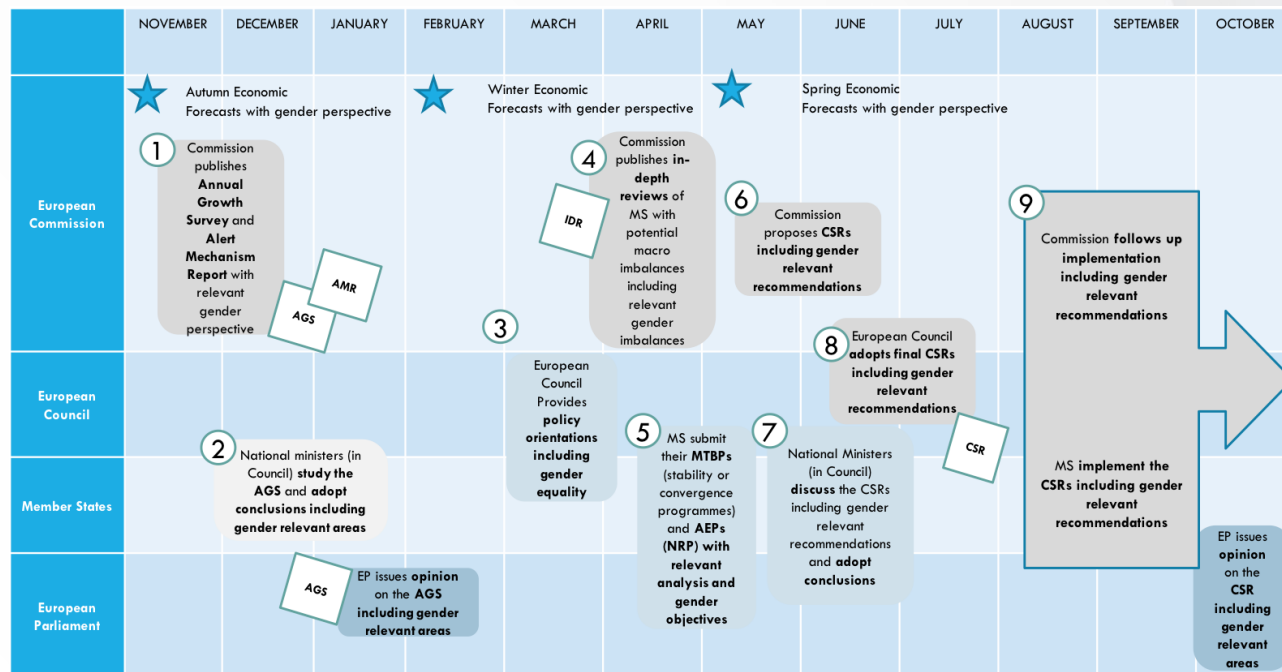 NOVEMBER
DECEMBER
JANUARY
FEBRUARY
MARCH
APRIL
MAY
JUNE
JULY
AUGUST
SEPTEMBER
OCTOBER
European
Commission
Autumn Economic
Forecasts with gender perspective
Winter Economic
Forecasts with gender perspective
Spring Economic
Forecasts with gender perspective
1
Commission
publishes
Annual
Growth
Survey and
Alert
Mechanism
Report with
relevant
gender
perspective
AGS
AMR
4
Commission
publishes in-
depth
reviews of
MS with
potential
macro
imbalances
including
relevant
gender
imbalances
IDR
6
Commission
proposes CSRs
including gender
relevant
recommendations
9
Commission follows up
implementation
including gender
relevant
recommendations
MS implement the
CSRs including gender
relevant
recommendations
European
Council
3
European
Council
Provides
policy
orientations
including
gender
equality
8
European Council
adopts final CSRs
including gender
relevant
recommendations
CSR
Member States
2
National ministers (in
Council) study the
AGS and adopt
conclusions including
gender relevant areas
5
MS submit
their MTBPs
(stability or
convergence
programmes)
and AEPs
(NRP) with
relevant
analysis and
gender
objectives
7
National Ministers
(in Council)
discuss the CSRs
including gender
relevant
recommendations
and adopt
conclusions
European
Parliament
AGS
EP issues opinion
on the AGS
including gender
relevant areas
EP issues
opinion
on the
CSR
including
gender
relevant
areas